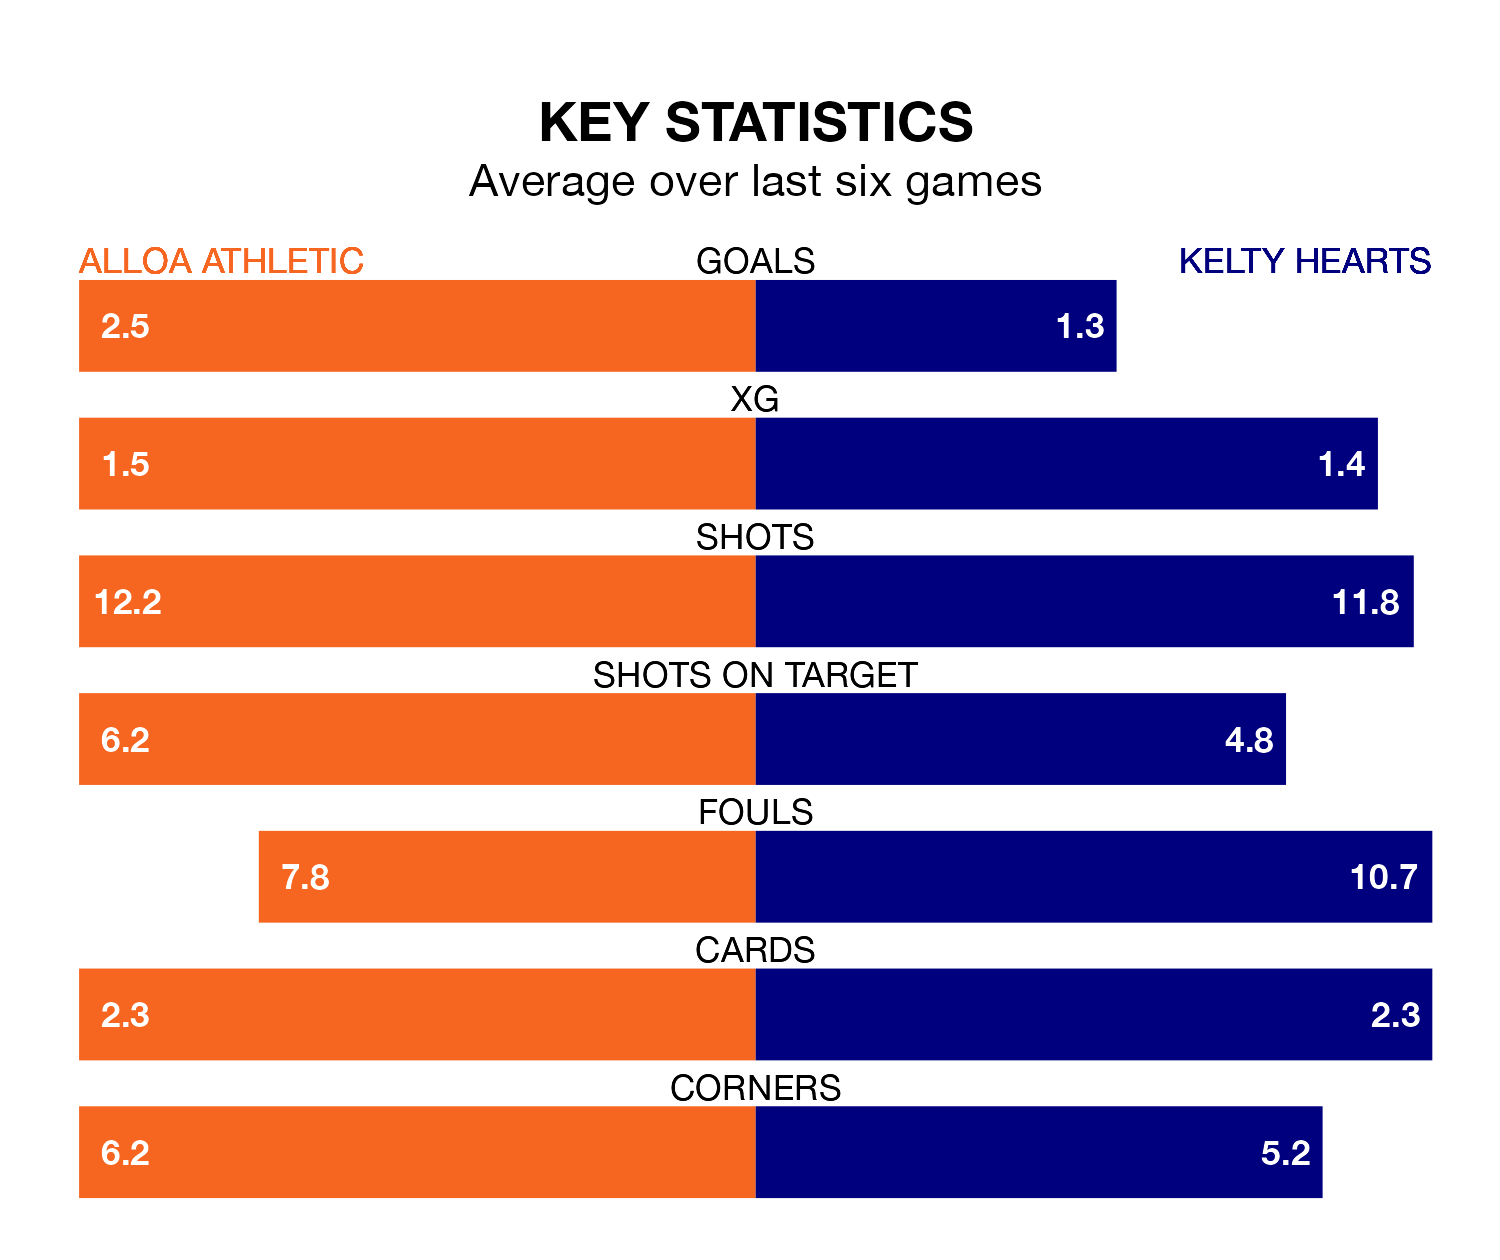 KEY STATISTICS
Average over last six games
ALLOA ATHLETIC GOALS KELTY HEARTS
2.5 1.3
XG
1.5 1.4
SHOTS
12.2 11.8
SHOTS ON TARGET
6.2 4.8
FOULS
7.8 10.7
CARDS
2.3 2.3
CORNERS
6.2 5.2